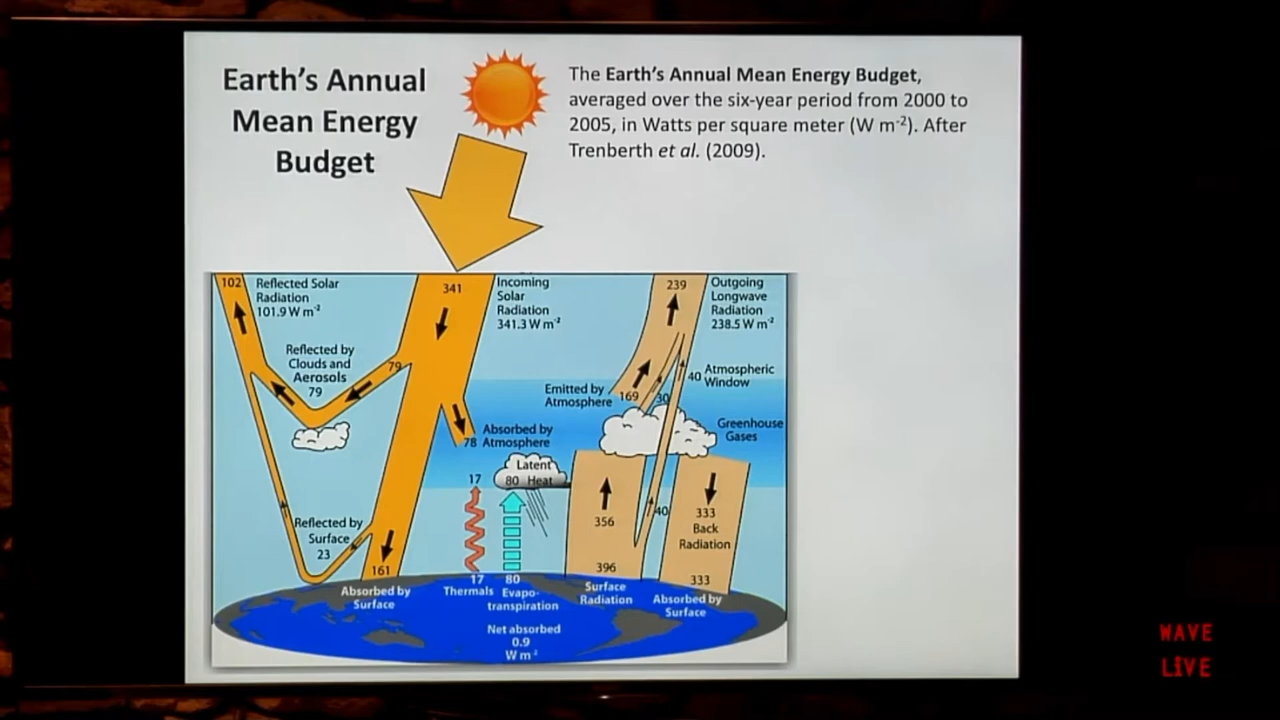 Earth's Annual
Mean Energy
Budget
The Earth's Annual Mean Energy Budget,
averaged over the six-year period from 2000 to
2005, in Watts per square meter (W m⁻²). After
Trenberth et al. (2009).
102
Reflected Solar
Radiation
101.9 W m⁻²
341
Incoming
Solar
Radiation
341.3 W m⁻²
239
Outgoing
Longwave
Radiation
238.5 W m⁻²
Reflected by
Clouds and
Aerosols
79
79
Emitted by
Atmosphere
169
30
40
Atmospheric
Window
Greenhouse
Gases
78
Absorbed by
Atmosphere
17
Latent
80 Heat
Reflected by
Surface
23
161
Absorbed by
Surface
17
Thermals
80
Evapo-
transpiration
356
40
333
Back
Radiation
396
Surface
Radiation
333
Absorbed by
Surface
Net absorbed
0.9
W m⁻²
WAVE
LiVE